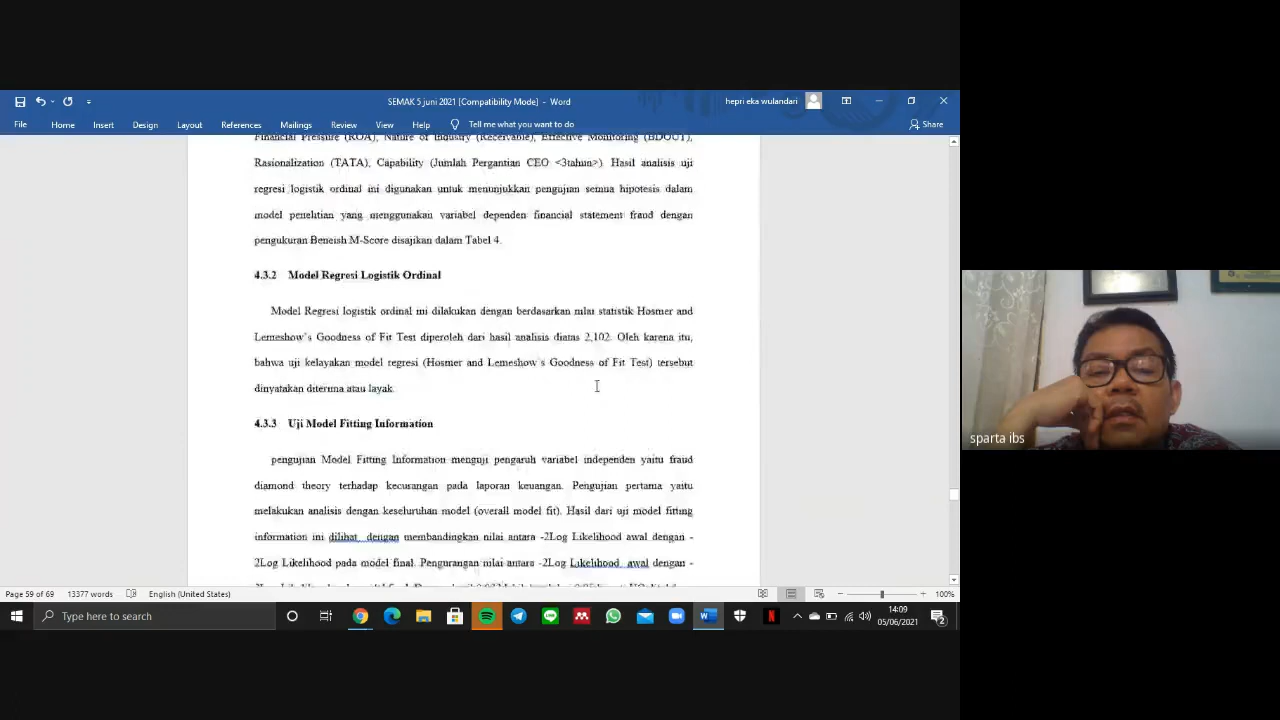 SEMAK 5 juni 2021 [Compatibility Mode] - Word
hepri eka wulandari
File Home Insert Design Layout References Mailings Review View Help Tell me what you want to do Share
Financial Pressure (ROA), Nature of Industry (Receivable), Effective Monitoring (BDOUT),
Rasionalization (TATA), Capability (Jumlah Pergantian CEO <3tahun>). Hasil analisis uji
regresi logistik ordinal ini digunakan untuk menunjukkan pengujian semua hipotesis dalam
model penelitian yang menggunakan variabel dependen financial statement fraud dengan
pengukuran Beneish M-Score disajikan dalam Tabel 4.
4.3.2 Model Regresi Logistik Ordinal
Model Regresi logistik ordinal ini dilakukan dengan berdasarkan nilai statistik Hosmer and
Lemeshow's Goodness of Fit Test diperoleh dari hasil analisis diatas 2,102. Oleh karena itu,
bahwa uji kelayakan model regresi (Hosmer and Lemeshow's Goodness of Fit Test) tersebut
dinyatakan diterima atau layak.
4.3.3 Uji Model Fitting Information
pengujian Model Fitting Information menguji pengaruh variabel independen yaitu fraud
diamond theory terhadap kecurangan pada laporan keuangan. Pengujian pertama yaitu
melakukan analisis dengan keseluruhan model (overall model fit). Hasil dari uji model fitting
information ini dilihat dengan membandingkan nilai antara -2Log Likelihood awal dengan -
2Log Likelihood pada model final. Pengurangan nilai antara -2Log Likelihood awal dengan -
sparta ibs
Page 59 of 69 13377 words English (United States) 100%
Type here to search
14:09
05/06/2021